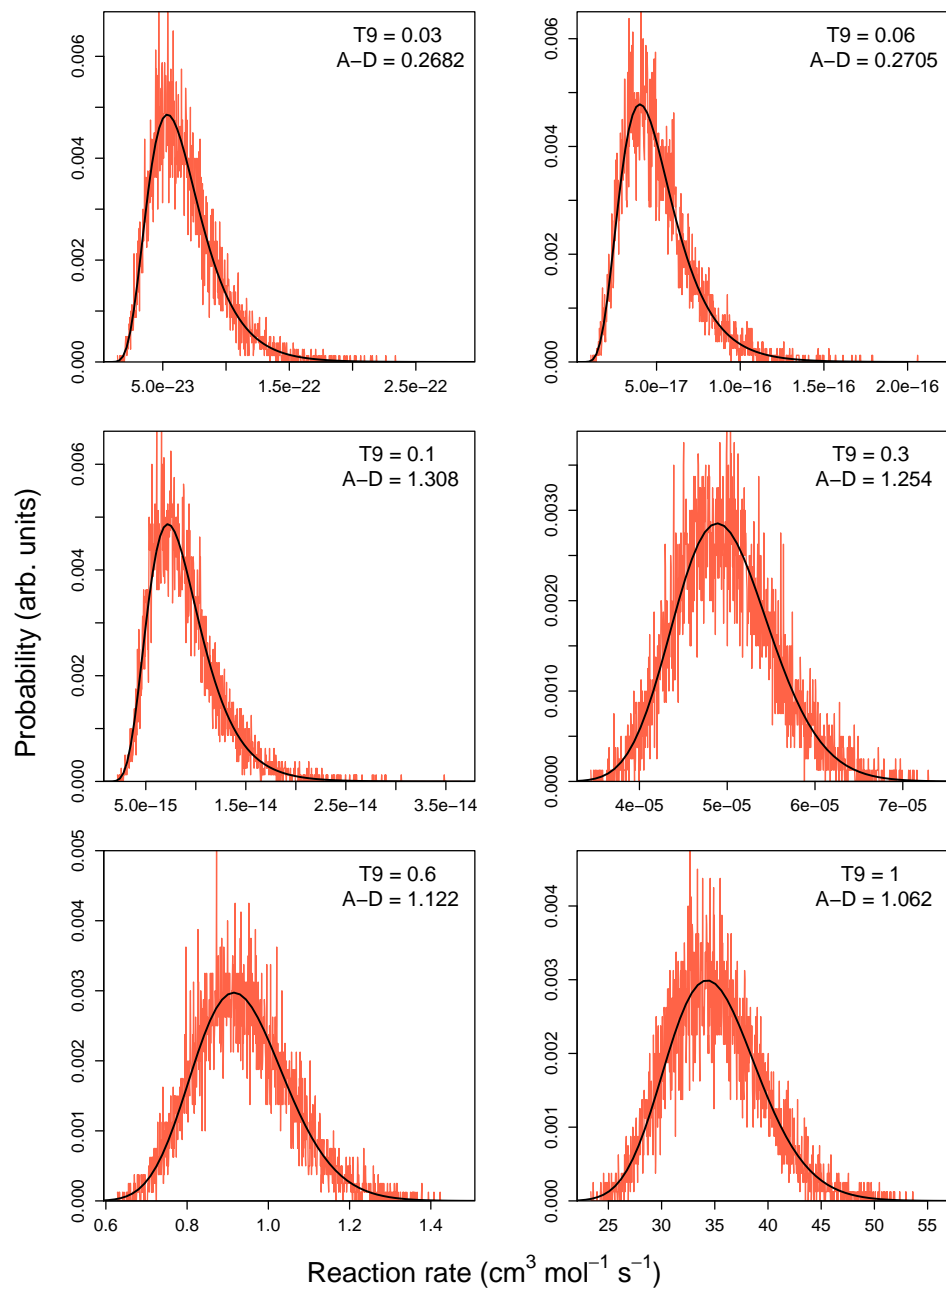 T9 = 0.03
A−D = 0.2682
0.000
0.002
0.004
0.006
5.0e−23
1.5e−22
2.5e−22
T9 = 0.06
A−D = 0.2705
0.000
0.002
0.004
0.006
5.0e−17
1.0e−16
1.5e−16
2.0e−16
T9 = 0.1
A−D = 1.308
0.000
0.002
0.004
0.006
5.0e−15
1.5e−14
2.5e−14
3.5e−14
T9 = 0.3
A−D = 1.254
0.0000
0.0010
0.0020
0.0030
4e−05
5e−05
6e−05
7e−05
T9 = 0.6
A−D = 1.122
0.000
0.001
0.002
0.003
0.004
0.005
0.6
0.8
1.0
1.2
1.4
T9 = 1
A−D = 1.062
0.000
0.001
0.002
0.003
0.004
25
30
35
40
45
50
55
Probability (arb. units)
Reaction rate (cm³ mol⁻¹ s⁻¹)